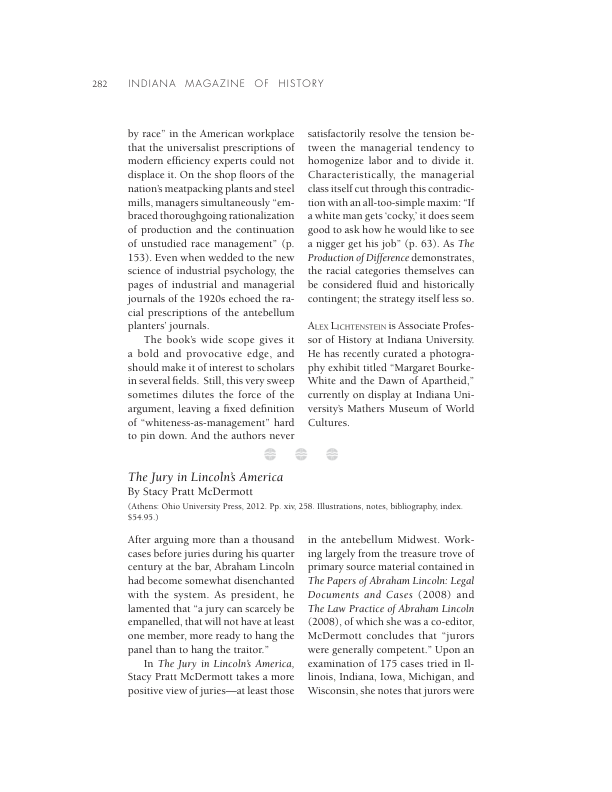 282 INDIANA MAGAZINE OF HISTORY
by race” in the American workplace
that the universalist prescriptions of
modern efficiency experts could not
displace it. On the shop floors of the
nation’s meatpacking plants and steel
mills, managers simultaneously “em-
braced thoroughgoing rationalization
of production and the continuation
of unstudied race management” (p.
153). Even when wedded to the new
science of industrial psychology, the
pages of industrial and managerial
journals of the 1920s echoed the ra-
cial prescriptions of the antebellum
planters’ journals.
The book’s wide scope gives it
a bold and provocative edge, and
should make it of interest to scholars
in several fields. Still, this very sweep
sometimes dilutes the force of the
argument, leaving a fixed definition
of “whiteness-as-management” hard
to pin down. And the authors never
satisfactorily resolve the tension be-
tween the managerial tendency to
homogenize labor and to divide it.
Characteristically, the managerial
class itself cut through this contradic-
tion with an all-too-simple maxim: “If
a white man gets ‘cocky,’ it does seem
good to ask how he would like to see
a nigger get his job” (p. 63). As The
Production of Difference demonstrates,
the racial categories themselves can
be considered fluid and historically
contingent; the strategy itself less so.
Alex Lichtenstein is Associate Profes-
sor of History at Indiana University.
He has recently curated a photogra-
phy exhibit titled “Margaret Bourke-
White and the Dawn of Apartheid,”
currently on display at Indiana Uni-
versity’s Mathers Museum of World
Cultures.
The Jury in Lincoln’s America
By Stacy Pratt McDermott
(Athens: Ohio University Press, 2012. Pp. xiv, 258. Illustrations, notes, bibliography, index.
$54.95.)
After arguing more than a thousand
cases before juries during his quarter
century at the bar, Abraham Lincoln
had become somewhat disenchanted
with the system. As president, he
lamented that “a jury can scarcely be
empanelled, that will not have at least
one member, more ready to hang the
panel than to hang the traitor.”
In The Jury in Lincoln’s America,
Stacy Pratt McDermott takes a more
positive view of juries—at least those
in the antebellum Midwest. Work-
ing largely from the treasure trove of
primary source material contained in
The Papers of Abraham Lincoln: Legal
Documents and Cases (2008) and
The Law Practice of Abraham Lincoln
(2008), of which she was a co-editor,
McDermott concludes that “jurors
were generally competent.” Upon an
examination of 175 cases tried in Il-
linois, Indiana, Iowa, Michigan, and
Wisconsin, she notes that jurors were